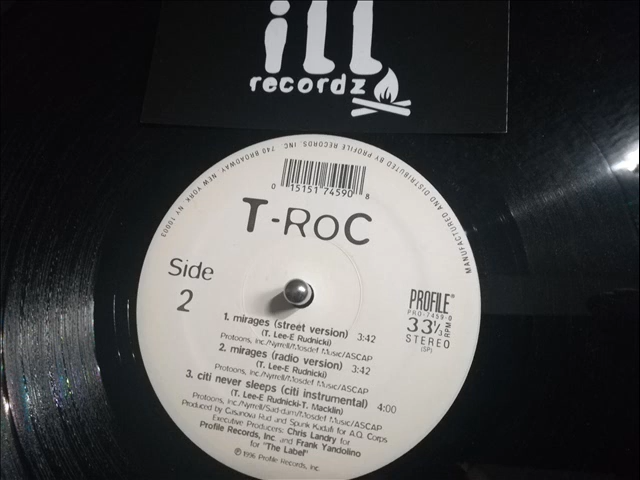 ill
recordz
MANUFACTURED AND DISTRIBUTED BY PROFILE RECORDS, INC. 740 BROADWAY, NEW YORK, NY 10003
0 15151 74590 8
T-RoC
Side
2
PROFILE®
PRO-7459-B
33⅓ RPM
STEREO
(SP)
1. mirages (street version) 3:42
(T. Lee-E Rudnicki)
Protoons, Inc./Nyrrell/Mosdef Music/ASCAP
2. mirages (radio version) 3:42
(T. Lee-E Rudnicki)
Protoons, Inc./Nyrrell/Mosdef Music/ASCAP
3. citi never sleeps (citi instrumental) 4:00
(T. Lee-E Rudnicki-T. Macklin)
Protoons, Inc./Nyrrell/Sad-dam/Mosdef Music/ASCAP
Produced by Casanova Rud and Spunk Kadafi for A.Q. Corps
Executive Producers: Chris Landry for
Profile Records, Inc. and Frank Yandolino
for "The Label"
℗ 1996 Profile Records, Inc.